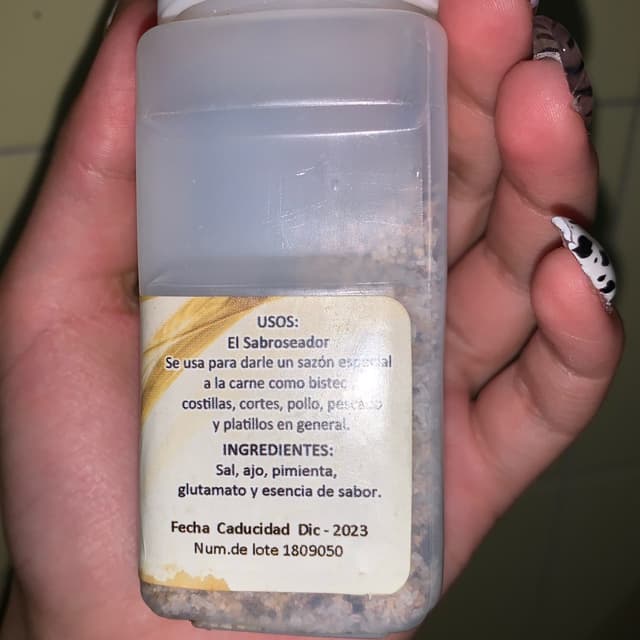 USOS:
El Sabroseador
Se usa para darle un sazón especial
a la carne como bistec
costillas, cortes, pollo, pescado
y platillos en general.
INGREDIENTES:
Sal, ajo, pimienta,
glutamato y esencia de sabor.
Fecha Caducidad Dic - 2023
Num.de lote 1809050